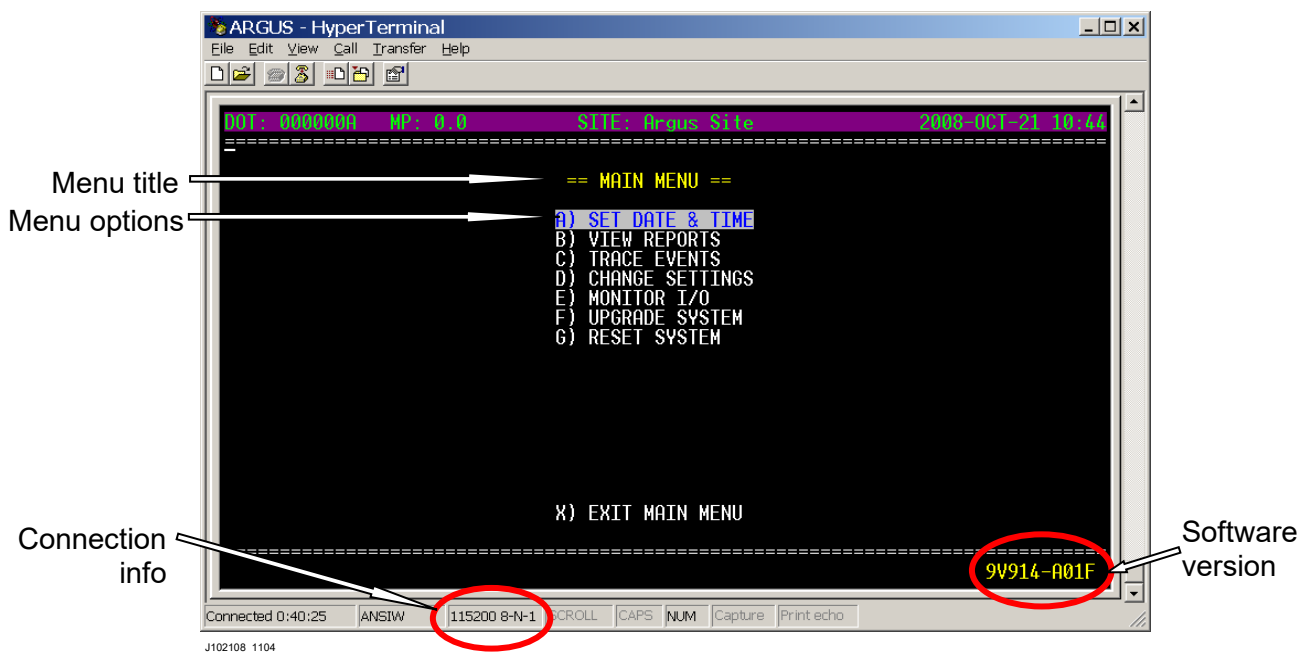 ARGUS - HyperTerminal
File Edit View Call Transfer Help
DOT: 000000A MP: 0.0 SITE: Argus Site 2008-OCT-21 10:44
================================================================================
Menu title
== MAIN MENU ==
Menu options
A) SET DATE & TIME
B) VIEW REPORTS
C) TRACE EVENTS
D) CHANGE SETTINGS
E) MONITOR I/O
F) UPGRADE SYSTEM
G) RESET SYSTEM
X) EXIT MAIN MENU
Connection
info
Software
version
================================================================================
9V914-A01F
Connected 0:40:25 ANSIW 115200 8-N-1 SCROLL CAPS NUM Capture Print echo
J102108 1104